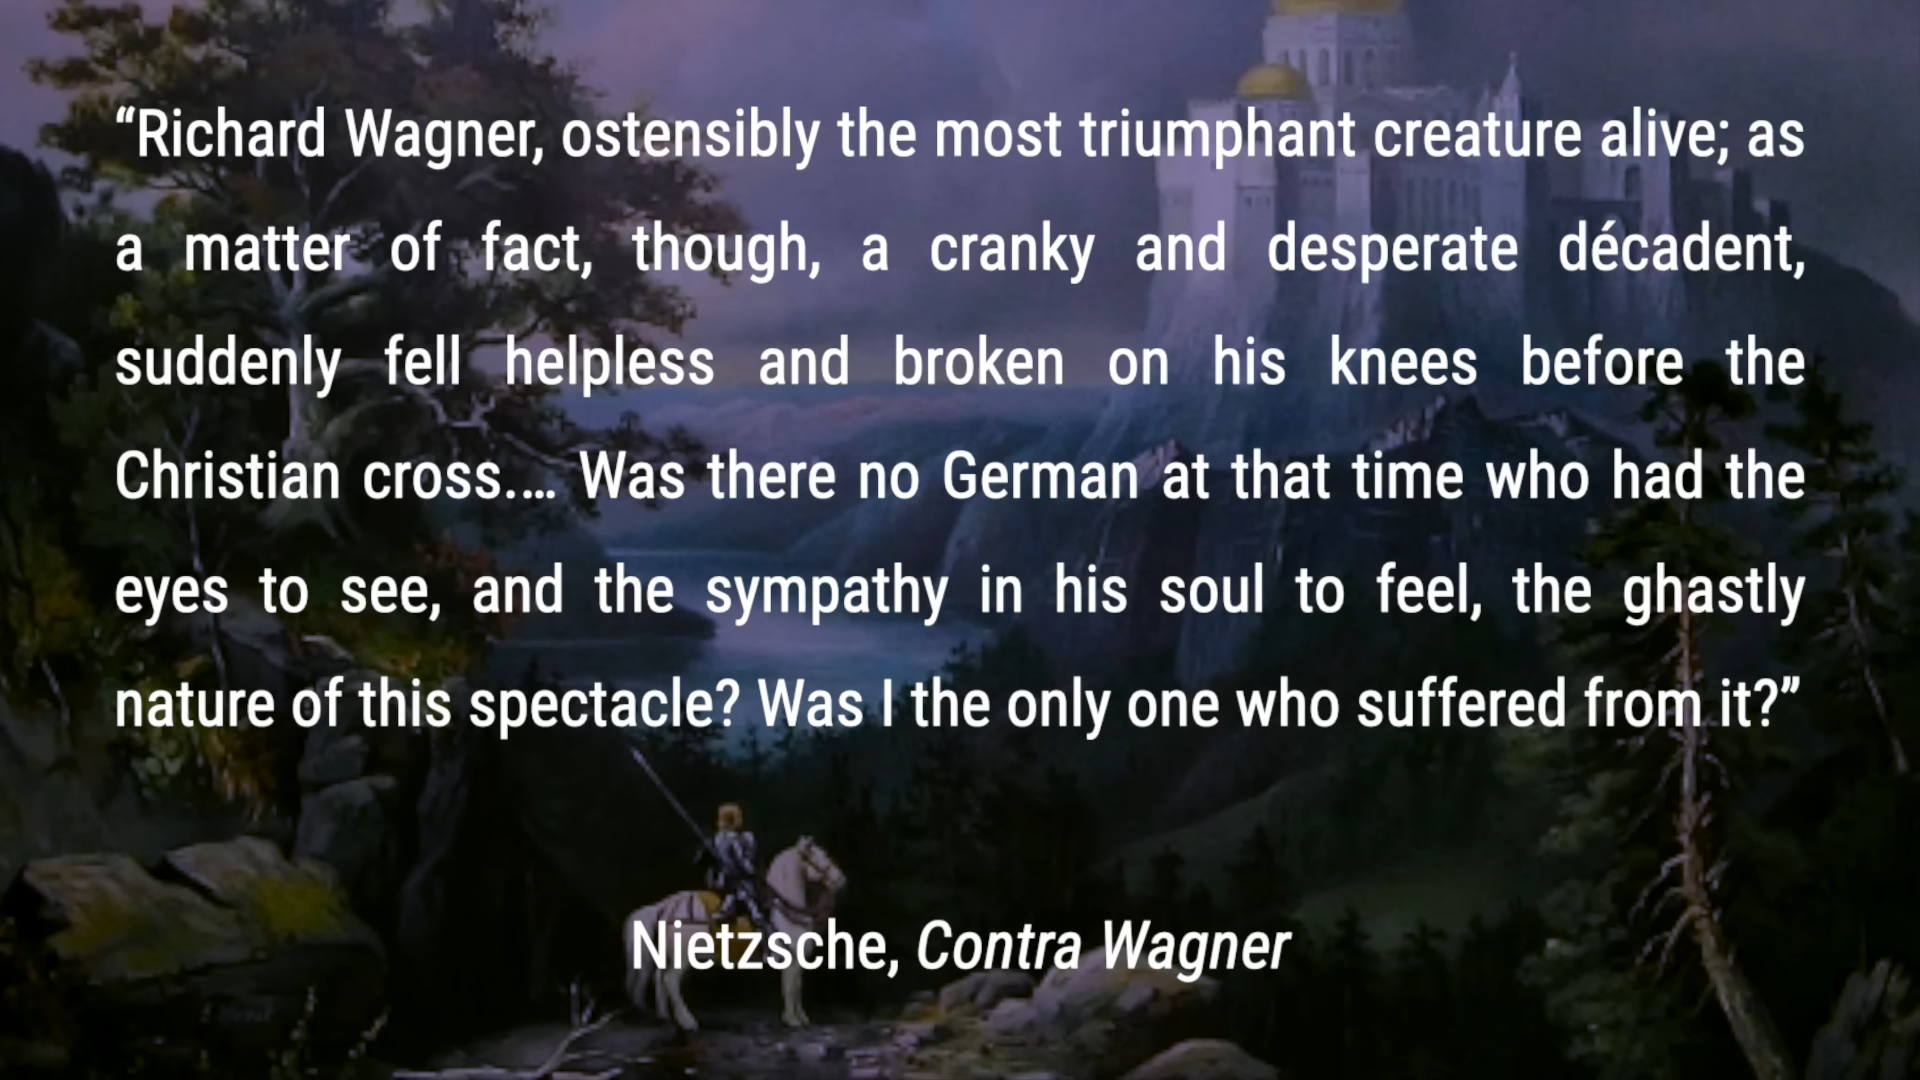 “Richard Wagner, ostensibly the most triumphant creature alive; as
a matter of fact, though, a cranky and desperate décadent,
suddenly fell helpless and broken on his knees before the
Christian cross.… Was there no German at that time who had the
eyes to see, and the sympathy in his soul to feel, the ghastly
nature of this spectacle? Was I the only one who suffered from it?”
Nietzsche, Contra Wagner